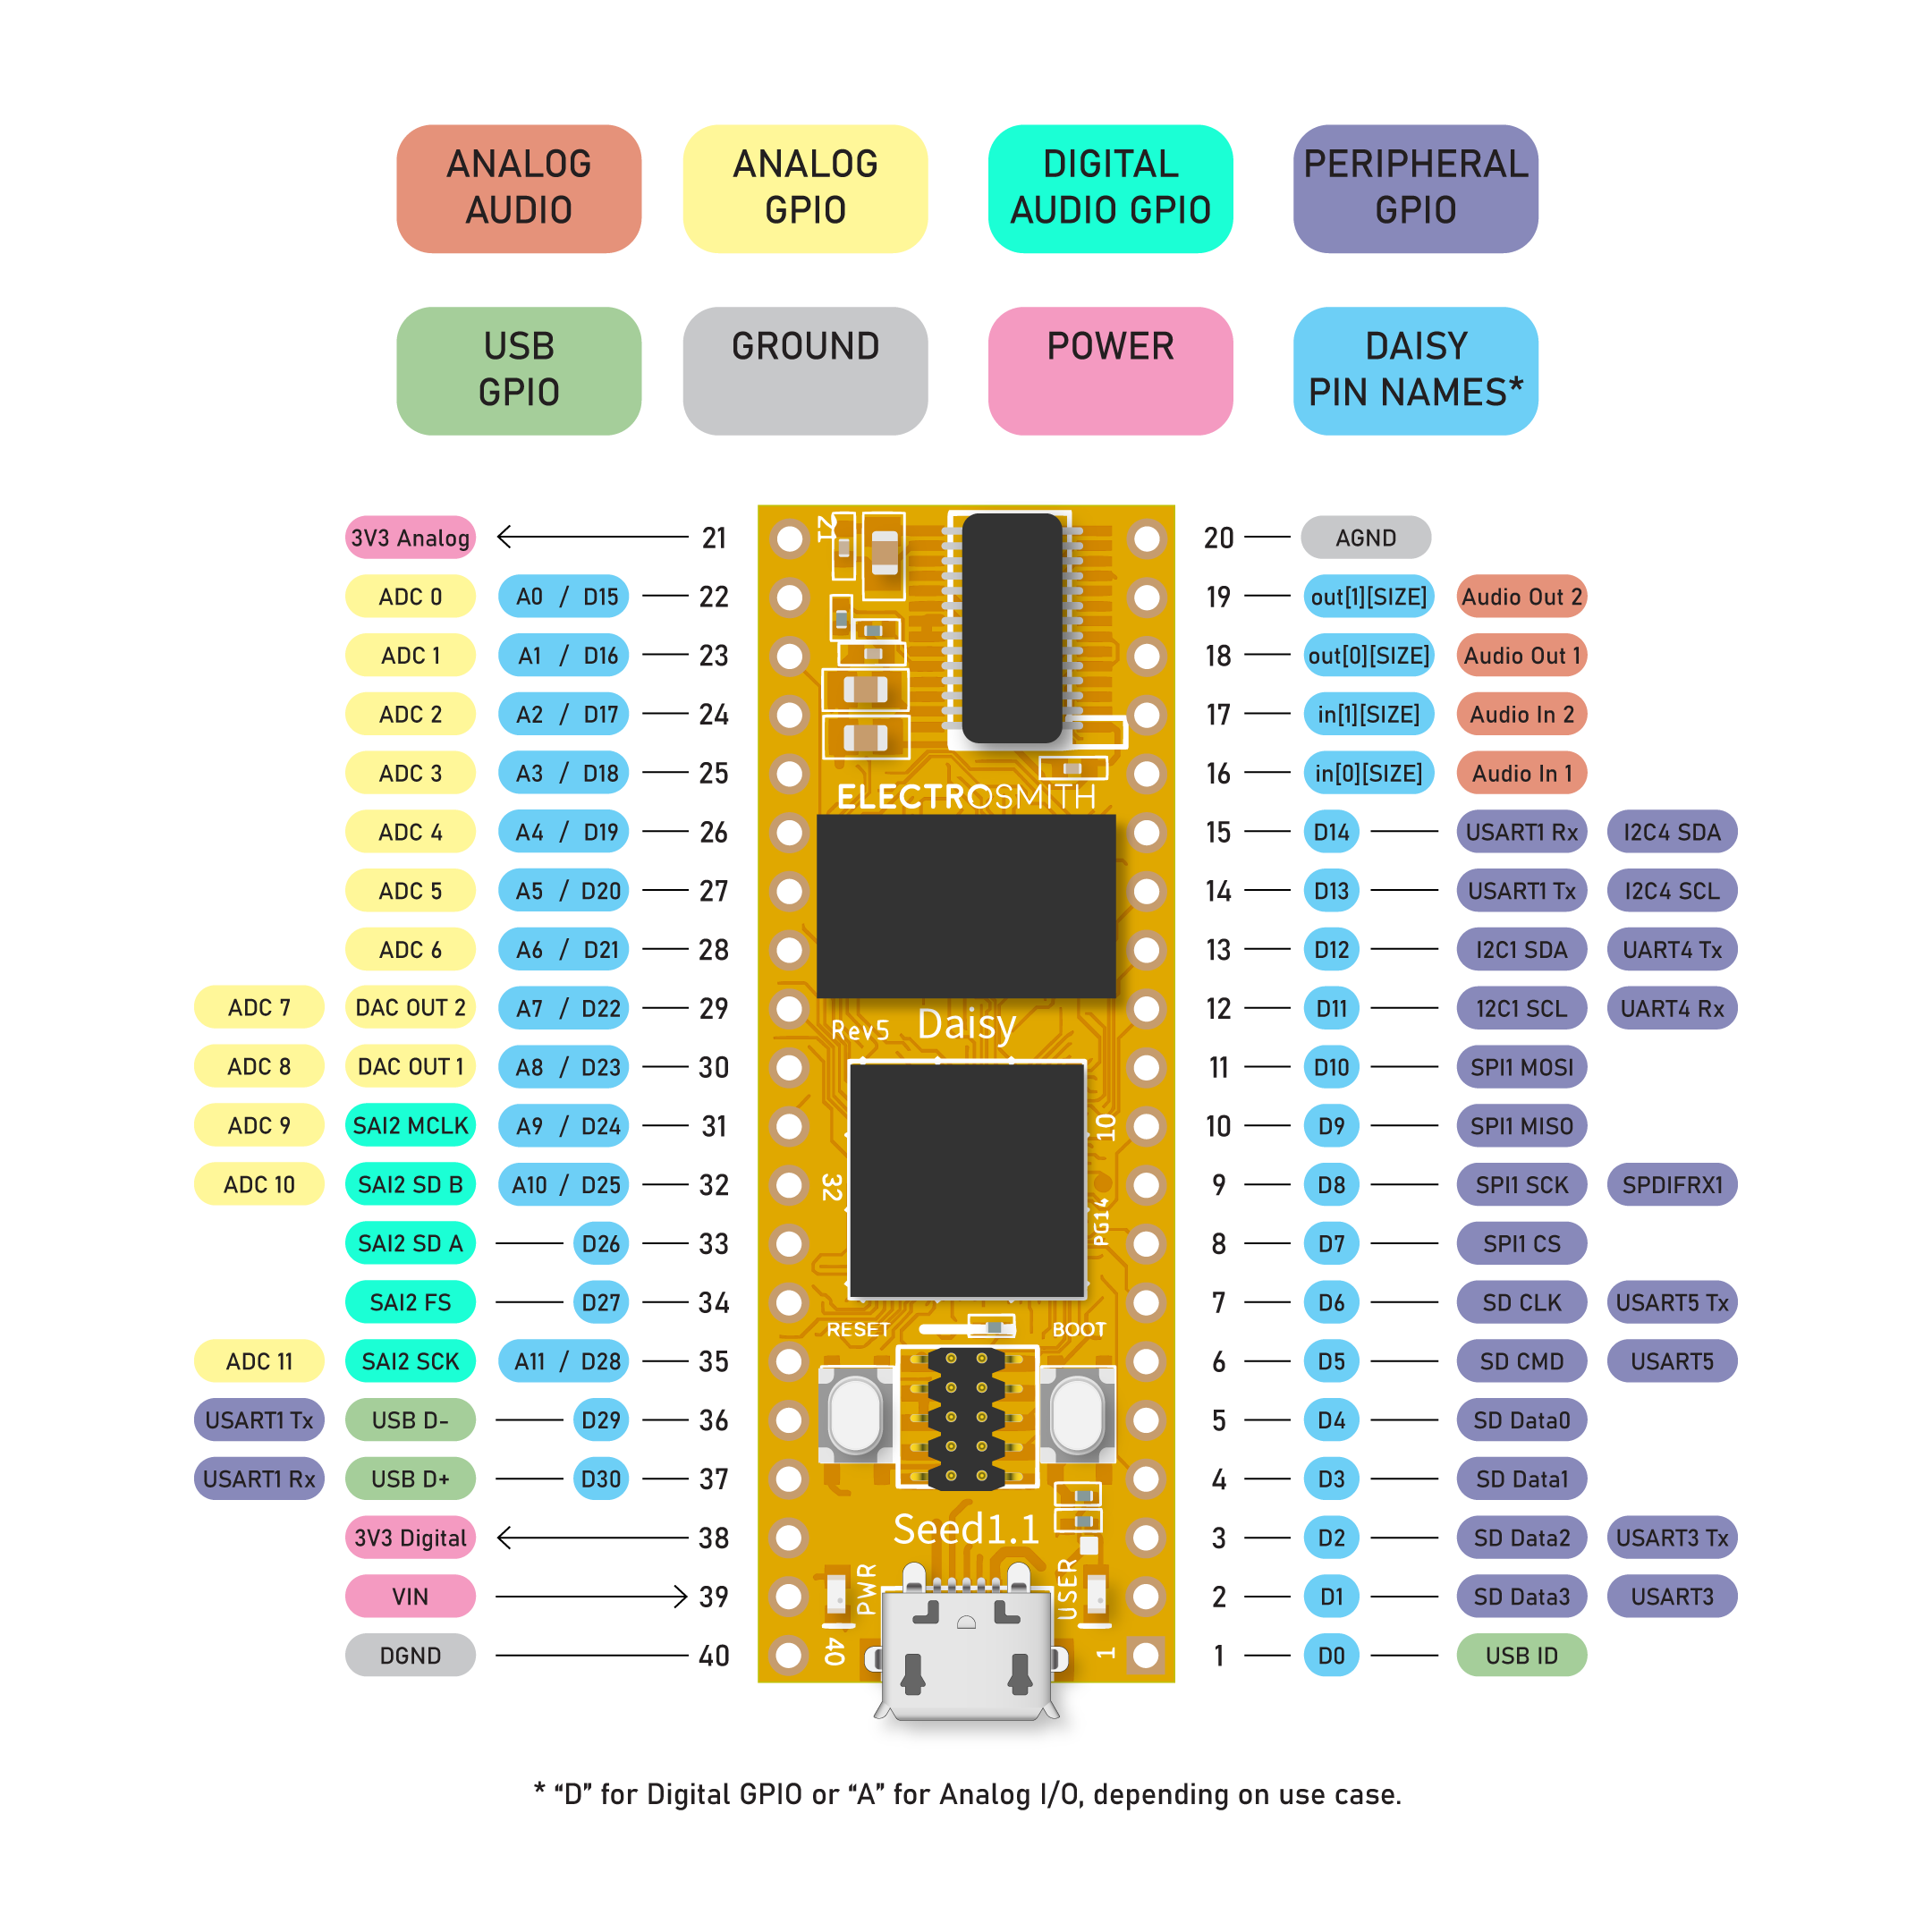 ANALOG
AUDIO
ANALOG
GPIO
DIGITAL
AUDIO GPIO
PERIPHERAL
GPIO
USB
GPIO
GROUND
POWER
DAISY
PIN NAMES*
3V3 Analog 21
ADC 0 A0 / D15 22
ADC 1 A1 / D16 23
ADC 2 A2 / D17 24
ADC 3 A3 / D18 25
ADC 4 A4 / D19 26
ADC 5 A5 / D20 27
ADC 6 A6 / D21 28
ADC 7 DAC OUT 2 A7 / D22 29
ADC 8 DAC OUT 1 A8 / D23 30
ADC 9 SAI2 MCLK A9 / D24 31
ADC 10 SAI2 SD B A10 / D25 32
SAI2 SD A D26 33
SAI2 FS D27 34
ADC 11 SAI2 SCK A11 / D28 35
USART1 Tx USB D- D29 36
USART1 Rx USB D+ D30 37
3V3 Digital 38
VIN 39
DGND 40
21
ELECTROSMITH
Rev5 Daisy
10
32
PG14
RESET BOOT
Seed1.1
PWR USER
40 1
20 AGND
19 out[1][SIZE] Audio Out 2
18 out[0][SIZE] Audio Out 1
17 in[1][SIZE] Audio In 2
16 in[0][SIZE] Audio In 1
15 D14 USART1 Rx I2C4 SDA
14 D13 USART1 Tx I2C4 SCL
13 D12 I2C1 SDA UART4 Tx
12 D11 12C1 SCL UART4 Rx
11 D10 SPI1 MOSI
10 D9 SPI1 MISO
9 D8 SPI1 SCK SPDIFRX1
8 D7 SPI1 CS
7 D6 SD CLK USART5 Tx
6 D5 SD CMD USART5
5 D4 SD Data0
4 D3 SD Data1
3 D2 SD Data2 USART3 Tx
2 D1 SD Data3 USART3
1 D0 USB ID
* “D” for Digital GPIO or “A” for Analog I/O, depending on use case.